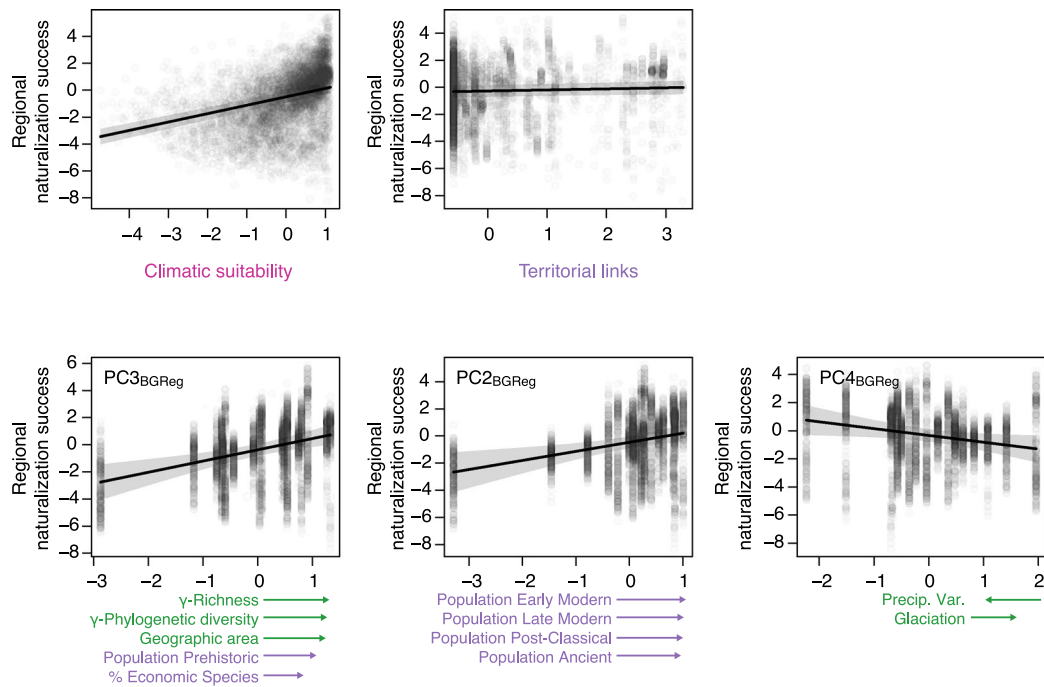 Regional
naturalization success
4
2
0
−2
−4
−6
−8
−4 −3 −2 −1 0 1
Climatic suitability
Regional
naturalization success
4
2
0
−2
−4
−6
−8
0 1 2 3
Territorial links
Regional
naturalization success
6
4
2
0
−2
−4
−6
−8
PC3BGReg
−3 −2 −1 0 1
γ-Richness
γ-Phylogenetic diversity
Geographic area
Population Prehistoric
% Economic Species
Regional
naturalization success
4
2
0
−2
−4
−6
−8
PC2BGReg
−3 −2 −1 0 1
Population Early Modern
Population Late Modern
Population Post-Classical
Population Ancient
Regional
naturalization success
4
2
0
−2
−4
−6
−8
PC4BGReg
−2 −1 0 1 2
Precip. Var.
Glaciation